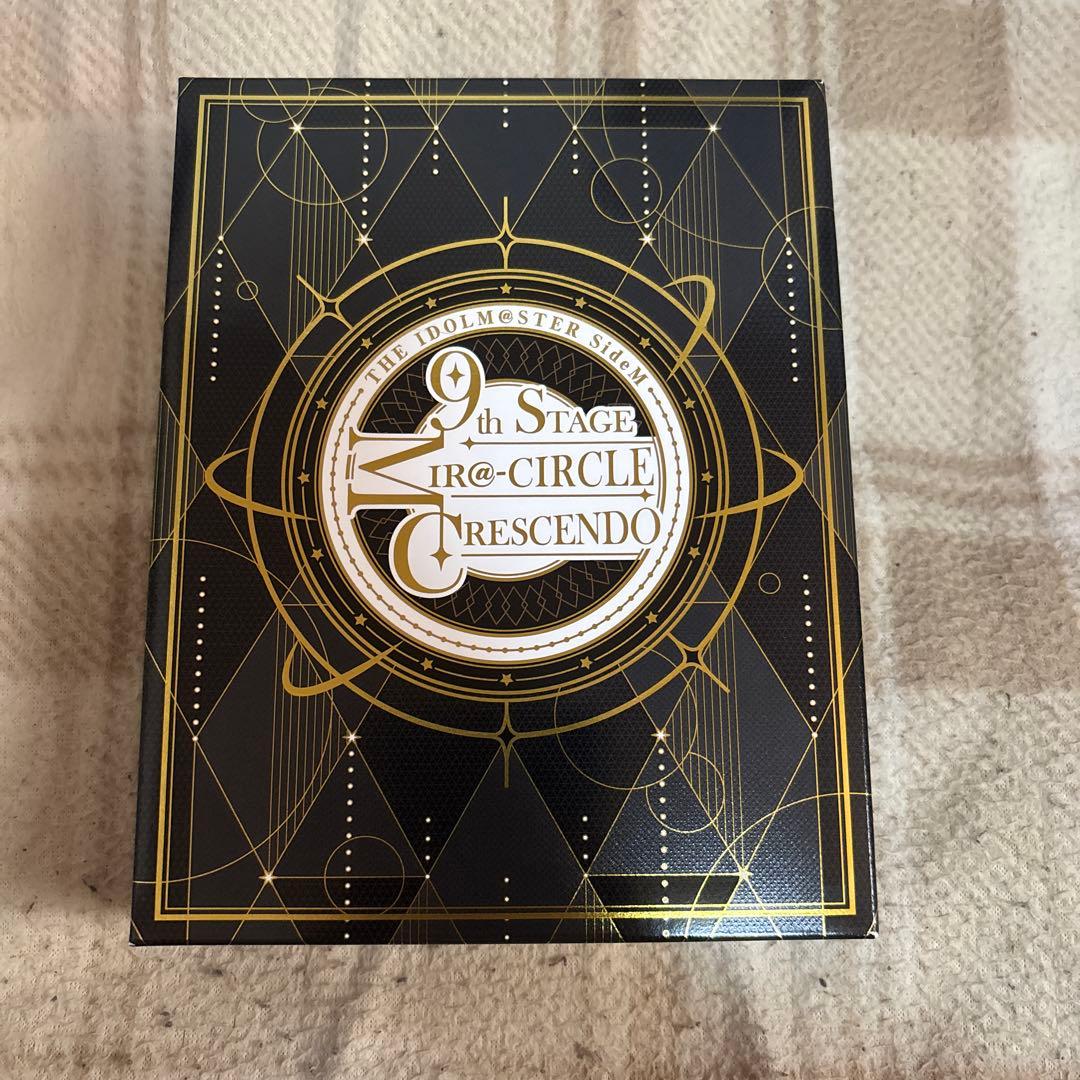 THE IDOLM@STER SideM
9th STAGE
MIR@-CIRCLE
CRESCENDO